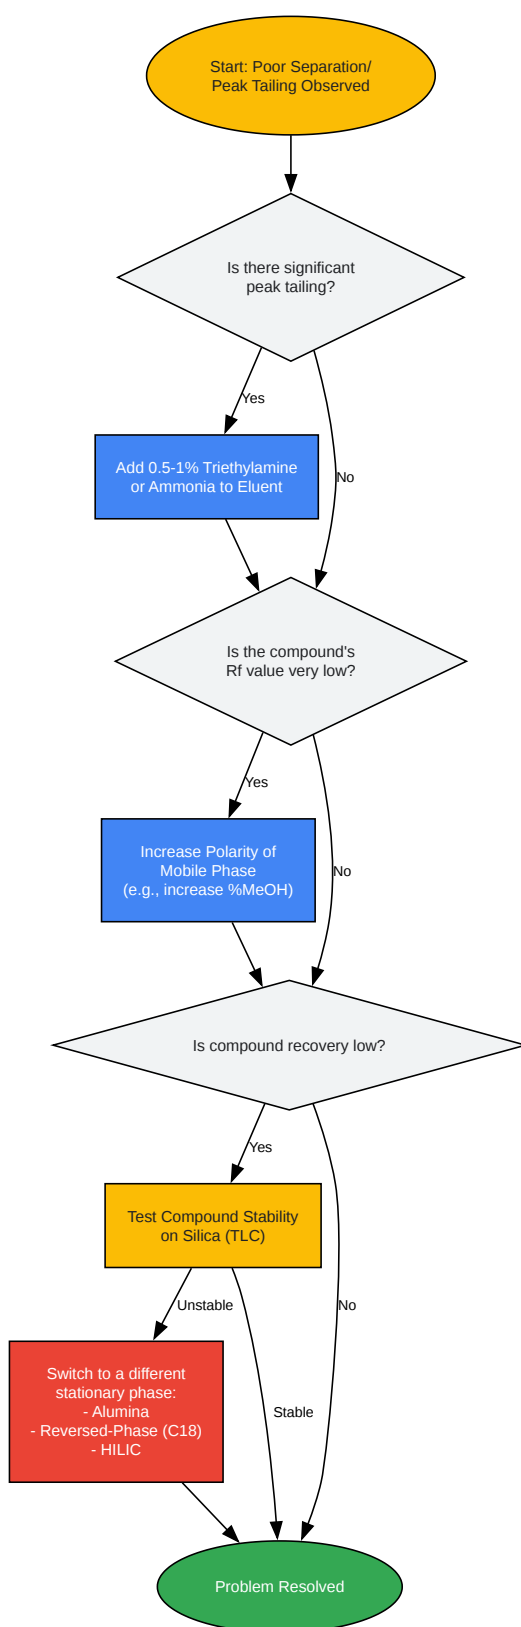 Start: Poor Separation/
Peak Tailing Observed
Is there significant
peak tailing?
Yes
Add 0.5-1% Triethylamine
or Ammonia to Eluent
No
Is the compound's
Rf value very low?
Yes
Increase Polarity of
Mobile Phase
(e.g., increase %MeOH)
No
Is compound recovery low?
Yes
Test Compound Stability
on Silica (TLC)
Unstable
No
Switch to a different
stationary phase:
- Alumina
- Reversed-Phase (C18)
- HILIC
Stable
Problem Resolved